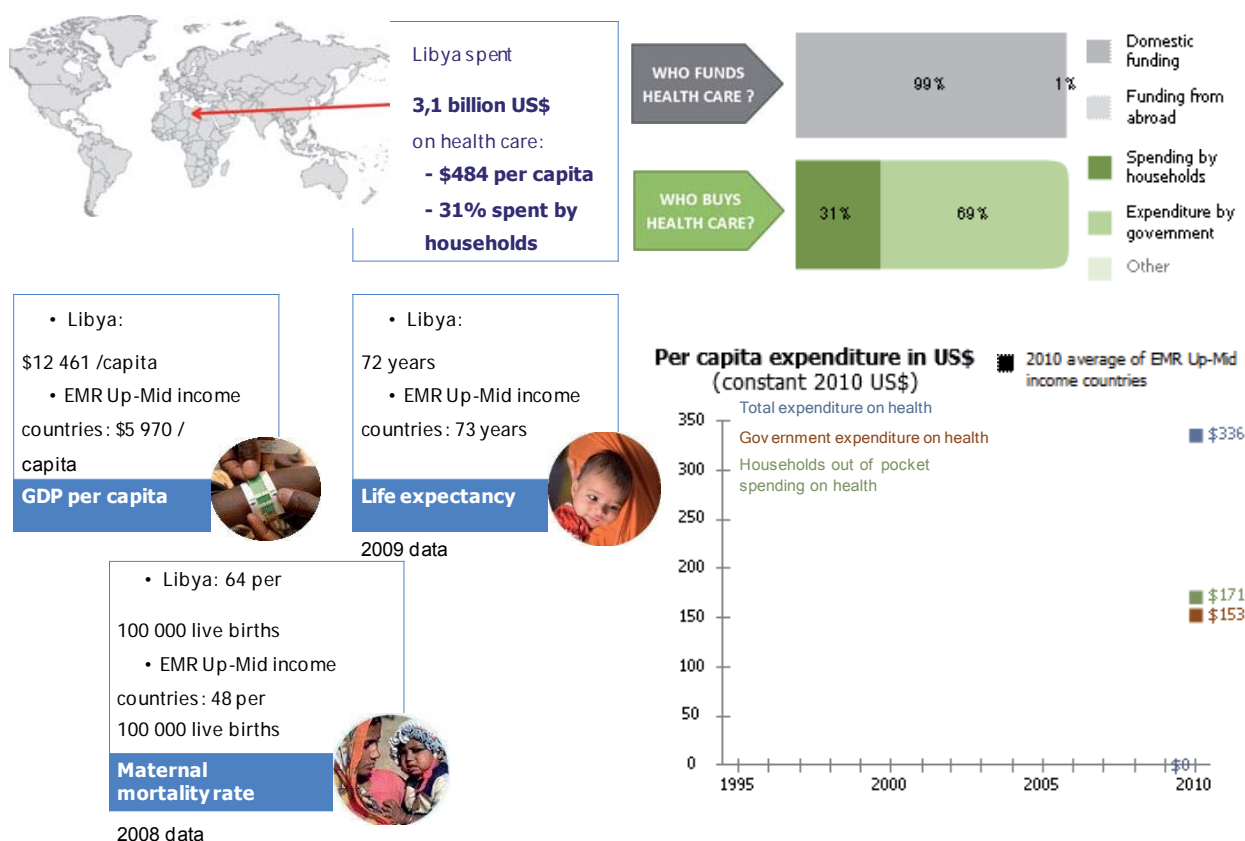 Libya spent
3,1 billion US$
on health care:
- $484 per capita
- 31% spent by
households
WHO FUNDS
HEALTH CARE ?
99%
1%
Domestic
funding
Funding from
abroad
WHO BUYS
HEALTH CARE?
31%
69%
Spending by
households
Expenditure by
government
Other
• Libya:
$12 461 /capita
• EMR Up-Mid income
countries: $5 970 /
capita
GDP per capita
• Libya:
72 years
• EMR Up-Mid income
countries: 73 years
Life expectancy
2009 data
• Libya: 64 per
100 000 live births
• EMR Up-Mid income
countries: 48 per
100 000 live births
Maternal
mortality rate
2008 data
Per capita expenditure in US$
(constant 2010 US$)
2010 average of EMR Up-Mid
income countries
Total expenditure on health
Government expenditure on health
Households out of pocket
spending on health
350
300
250
200
150
100
50
0
$336
$171
$153
$0
1995
2000
2005
2010